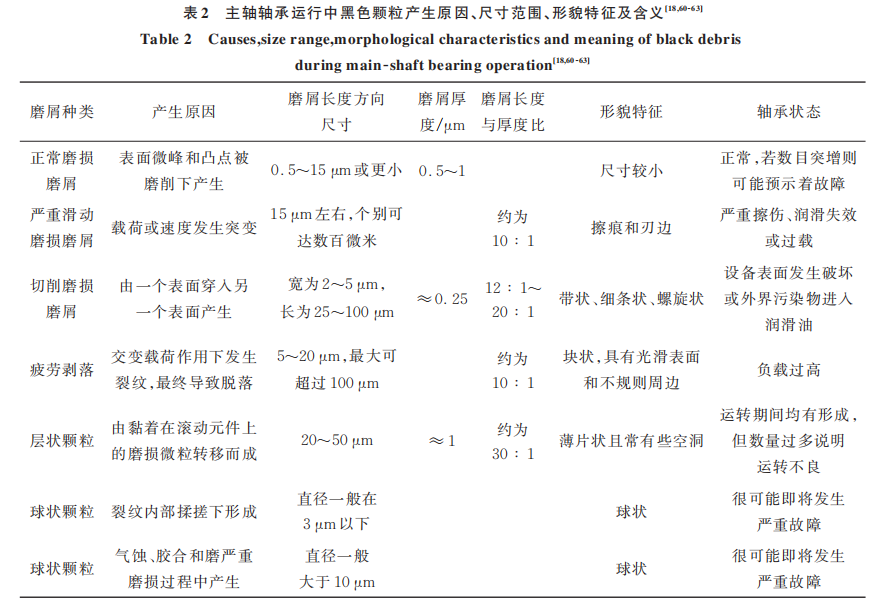 表2 主轴轴承运行中黑色颗粒产生原因、尺寸范围、形貌特征及含义[18,60-63]
Table 2 Causes,size range,morphological characteristics and meaning of black debris
during main-shaft bearing operation[18,60-63]
磨屑种类 产生原因 磨屑长度方向尺寸 磨屑厚度/μm 磨屑长度与厚度比 形貌特征 轴承状态
正常磨损磨屑 表面微峰和凸点被磨削下产生 0.5~15 μm或更小 0.5~1 尺寸较小 正常,若数目突增则可能预示着故障
严重滑动磨损磨屑 载荷或速度发生突变 15 μm左右,个别可达数百微米 约为10∶1 擦痕和刃边 严重擦伤、润滑失效或过载
切削磨损磨屑 由一个表面穿入另一个表面产生 宽为2~5 μm,长为25~100 μm ≈0.25 12∶1~20∶1 带状、细条状、螺旋状 设备表面发生破坏或外界污染物进入润滑油
疲劳剥落 交变载荷作用下发生裂纹,最终导致脱落 5~20 μm,最大可超过100 μm 约为10∶1 块状,具有光滑表面和不规则周边 负载过高
层状颗粒 由黏着在滚动元件上的磨损微粒转移而成 20~50 μm ≈1 约为30∶1 薄片状且常有些空洞 运转期间均有形成,但数量过多说明运转不良
球状颗粒 裂纹内部揉搓下形成 直径一般在3 μm以下 球状 很可能即将发生严重故障
球状颗粒 气蚀、胶合和磨严重磨损过程中产生 直径一般大于10 μm 球状 很可能即将发生严重故障